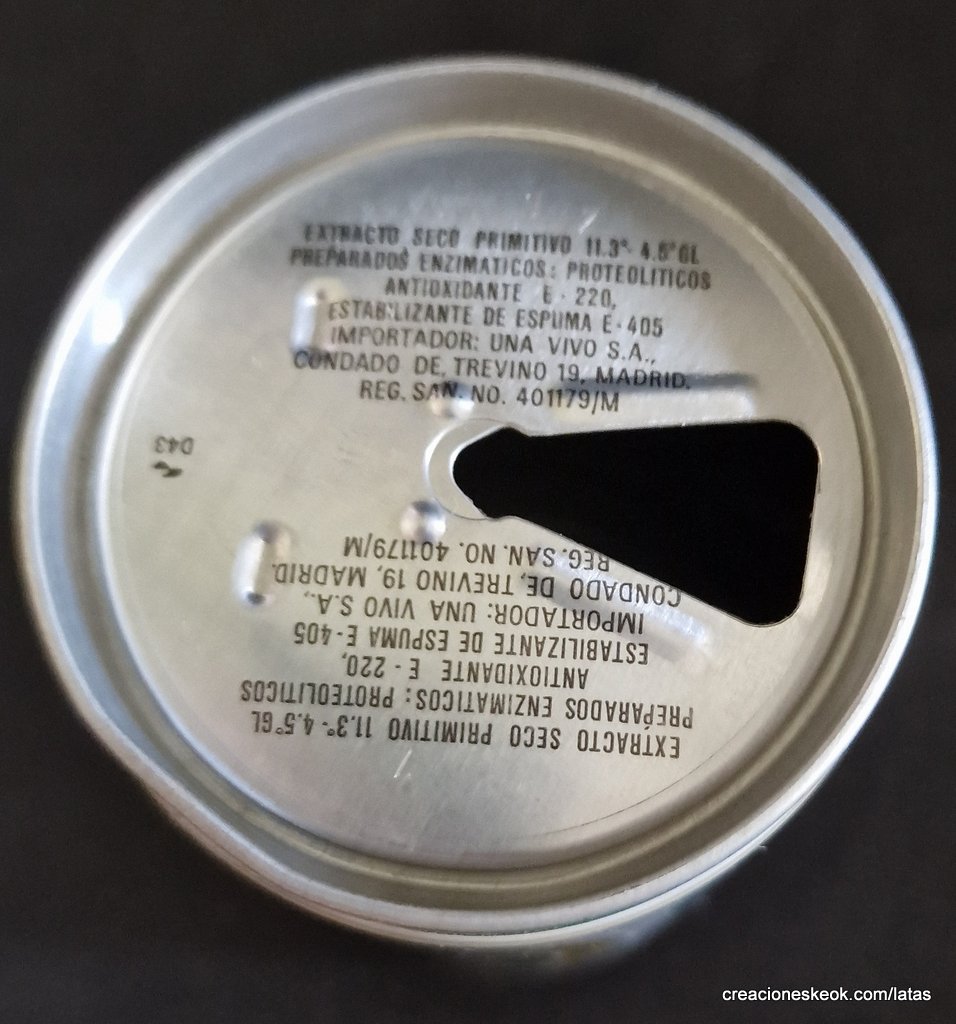 EXTRACTO SECO PRIMITIVO 11.3°- 4.5°GL
PREPARADOS ENZIMATICOS: PROTEOLITICOS
ANTIOXIDANTE E - 220,
ESTABILIZANTE DE ESPUMA E-405
IMPORTADOR: UNA VIVO S.A.,
CONDADO DE, TREVINO 19, MADRID.
REG. SAN. NO. 401179/M
D43
REG. SAN. NO. 401179/M
CONDADO DE, TREVINO 19, MADRID.
IMPORTADOR: UNA VIVO S.A.,
ESTABILIZANTE DE ESPUMA E-405
ANTIOXIDANTE E - 220,
PREPARADOS ENZIMATICOS: PROTEOLITICOS
EXTRACTO SECO PRIMITIVO 11.3°- 4.5°GL
creacioneskeok.com/latas